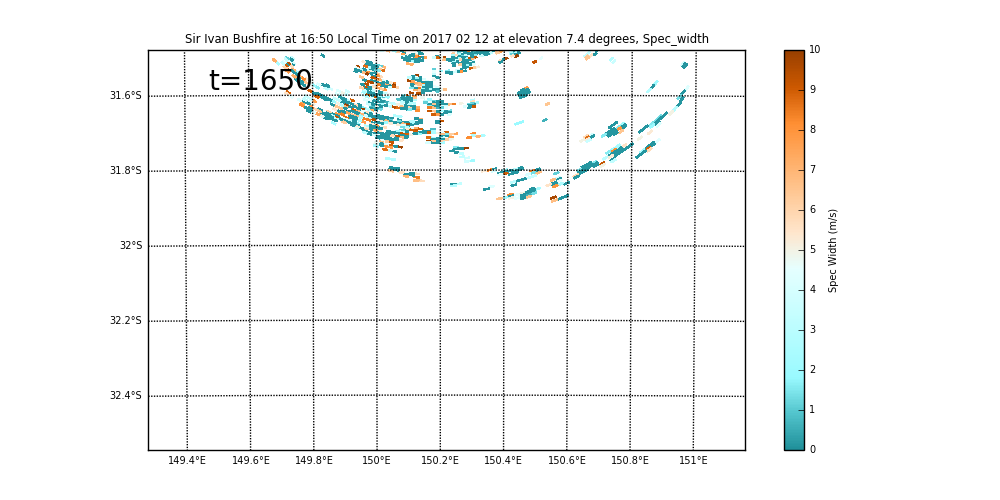 Sir Ivan Bushfire at 16:50 Local Time on 2017 02 12 at elevation 7.4 degrees, Spec_width
t=1650
31.6°S
31.8°S
32°S
32.2°S
32.4°S
149.4°E 149.6°E 149.8°E 150°E 150.2°E 150.4°E 150.6°E 150.8°E 151°E
10
9
8
7
6
5
4
3
2
1
0
Spec Width (m/s)